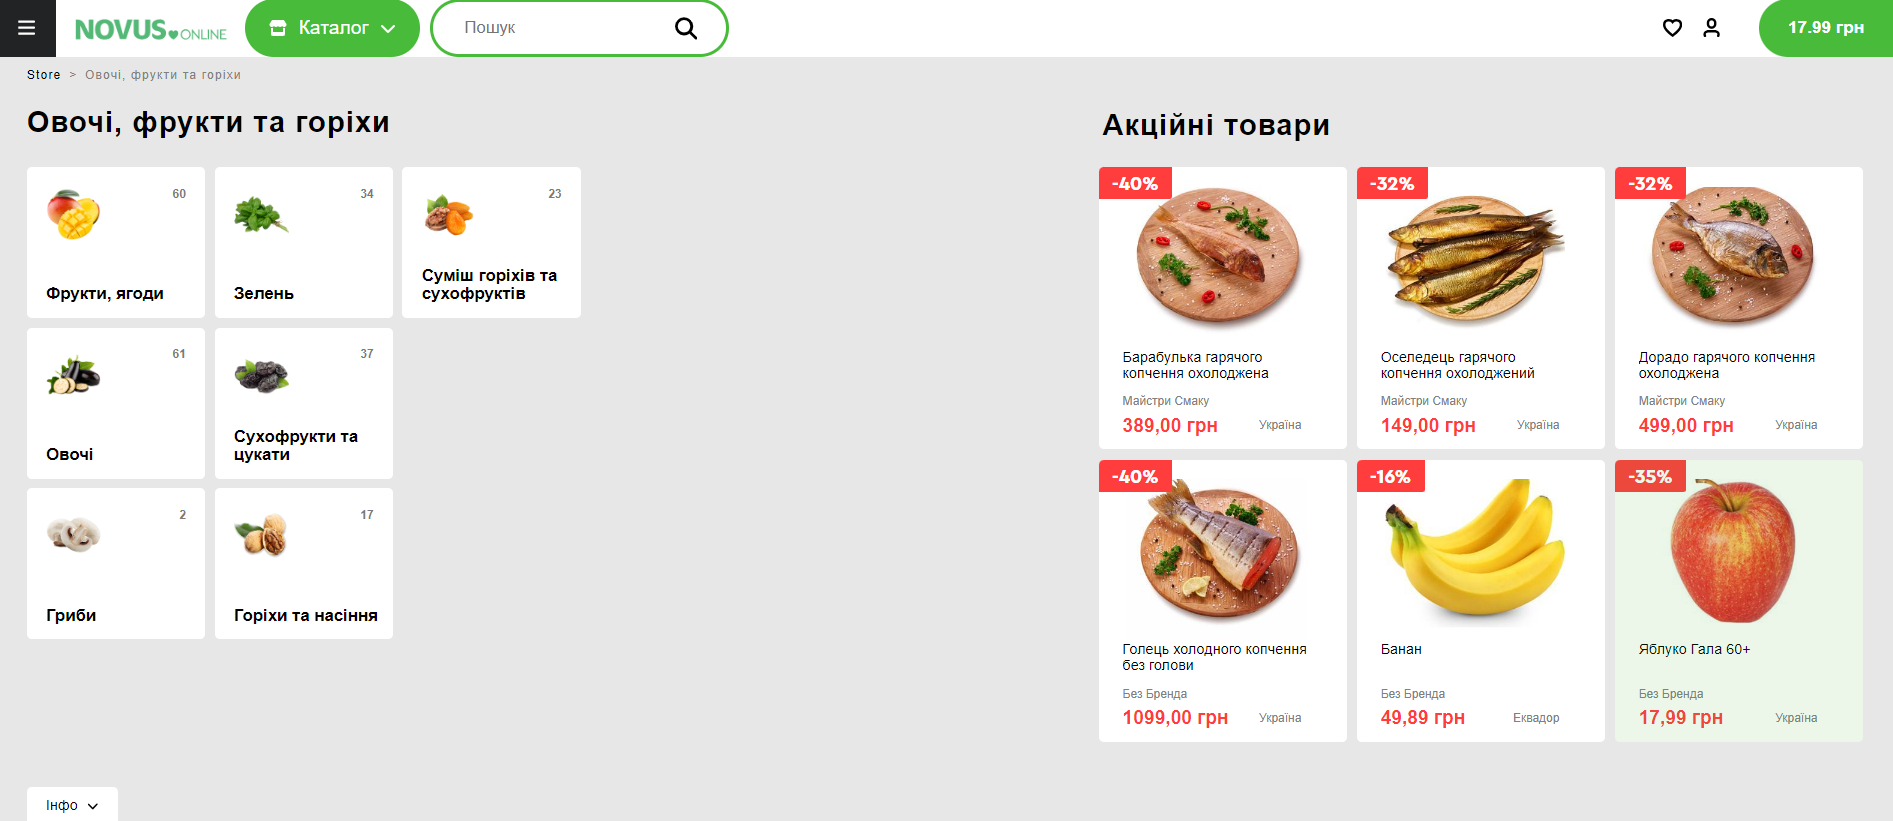 NOVUS ONLINE
Каталог
Пошук
17.99 грн
Store > Овочі, фрукти та горіхи
Овочі, фрукти та горіхи
60
Фрукти, ягоди
34
Зелень
23
Суміш горіхів та
сухофруктів
61
Овочі
37
Сухофрукти та
цукати
2
Гриби
17
Горіхи та насіння
Акційні товари
-40%
Барабулька гарячого
копчення охолоджена
Майстри Смаку
389,00 грн
Україна
-32%
Оселедець гарячого
копчення охолоджений
Майстри Смаку
149,00 грн
Україна
-32%
Дорадо гарячого копчення
охолоджена
Майстри Смаку
499,00 грн
Україна
-40%
Голець холодного копчення
без голови
Без Бренда
1099,00 грн
Україна
-16%
Банан
Без Бренда
49,89 грн
Еквадор
-35%
Яблуко Гала 60+
Без Бренда
17,99 грн
Україна
Інфо